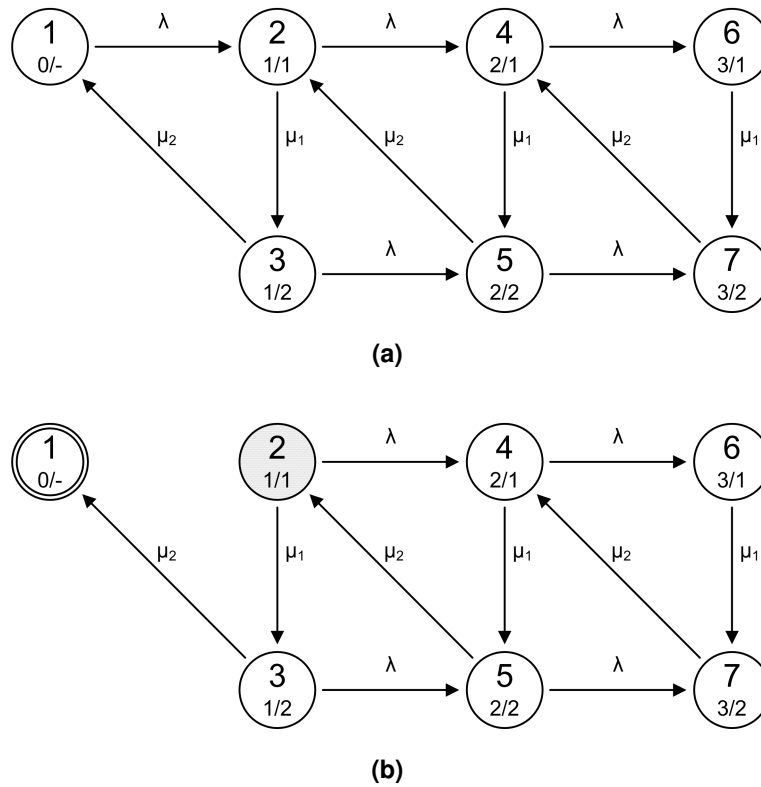 λ λ λ
1 2 4 6
0/- 1/1 2/1 3/1
μ₂ μ₁ μ₂ μ₁ μ₂ μ₁
λ λ
3 5 7
1/2 2/2 3/2
(a)
λ λ
1 2 4 6
0/- 1/1 2/1 3/1
μ₂ μ₁ μ₂ μ₁ μ₂ μ₁
λ λ
3 5 7
1/2 2/2 3/2
(b)